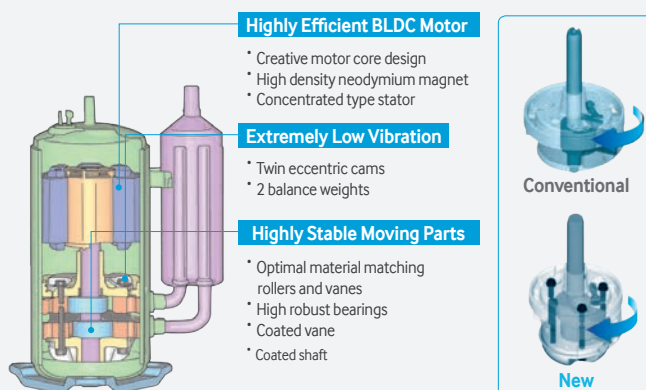 Highly Efficient BLDC Motor
• Creative motor core design
• High density neodymium magnet
• Concentrated type stator
Extremely Low Vibration
• Twin eccentric cams
• 2 balance weights
Highly Stable Moving Parts
• Optimal material matching
rollers and vanes
• High robust bearings
• Coated vane
• Coated shaft
Conventional
New